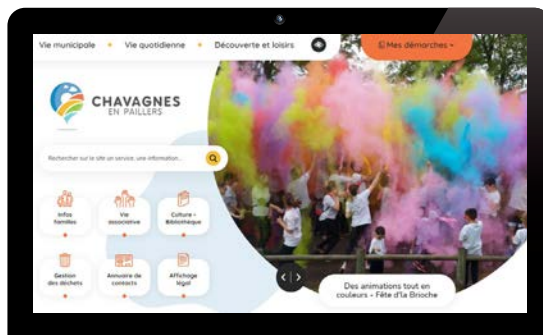 Vie municipale • Vie quotidienne • Découverte et loisirs
Mes démarches
CHAVAGNES
EN PAILLERS
Rechercher sur le site un service, une information...
Infos
familles
Vie
associative
Culture -
Bibliothèque
Gestion
des déchets
Annuaire de
contacts
Affichage
légal
Des animations tout en
couleurs - Fête d'la Brioche